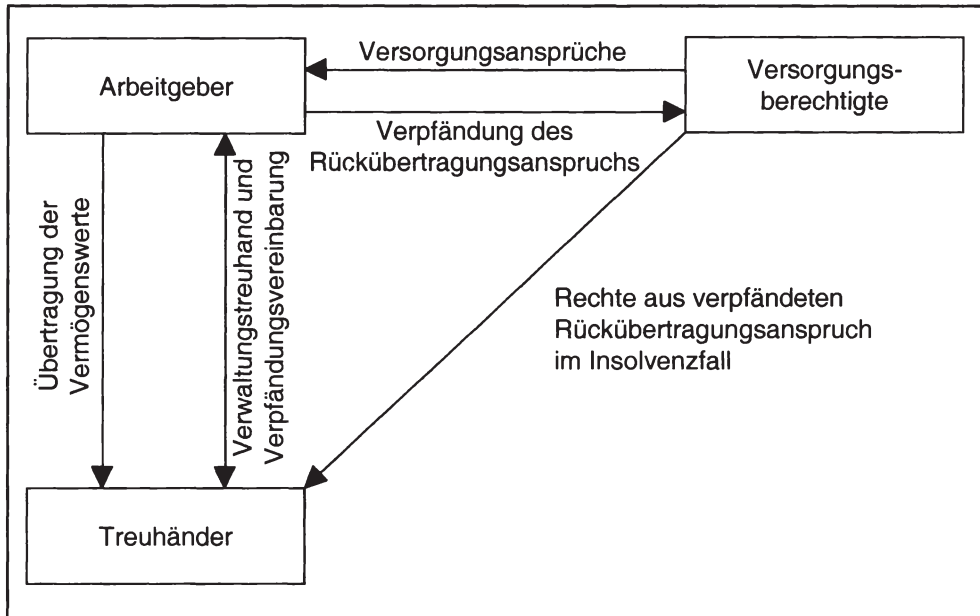 Arbeitgeber
Versorgungsansprüche
Versorgungs-
berechtigte
Verpfändung des
Rückübertragungsanspruchs
Übertragung der
Vermögenswerte
Verwaltungstreuhand und
Verpfändungsvereinbarung
Rechte aus verpfändeten
Rückübertragungsanspruch
im Insolvenzfall
Treuhänder